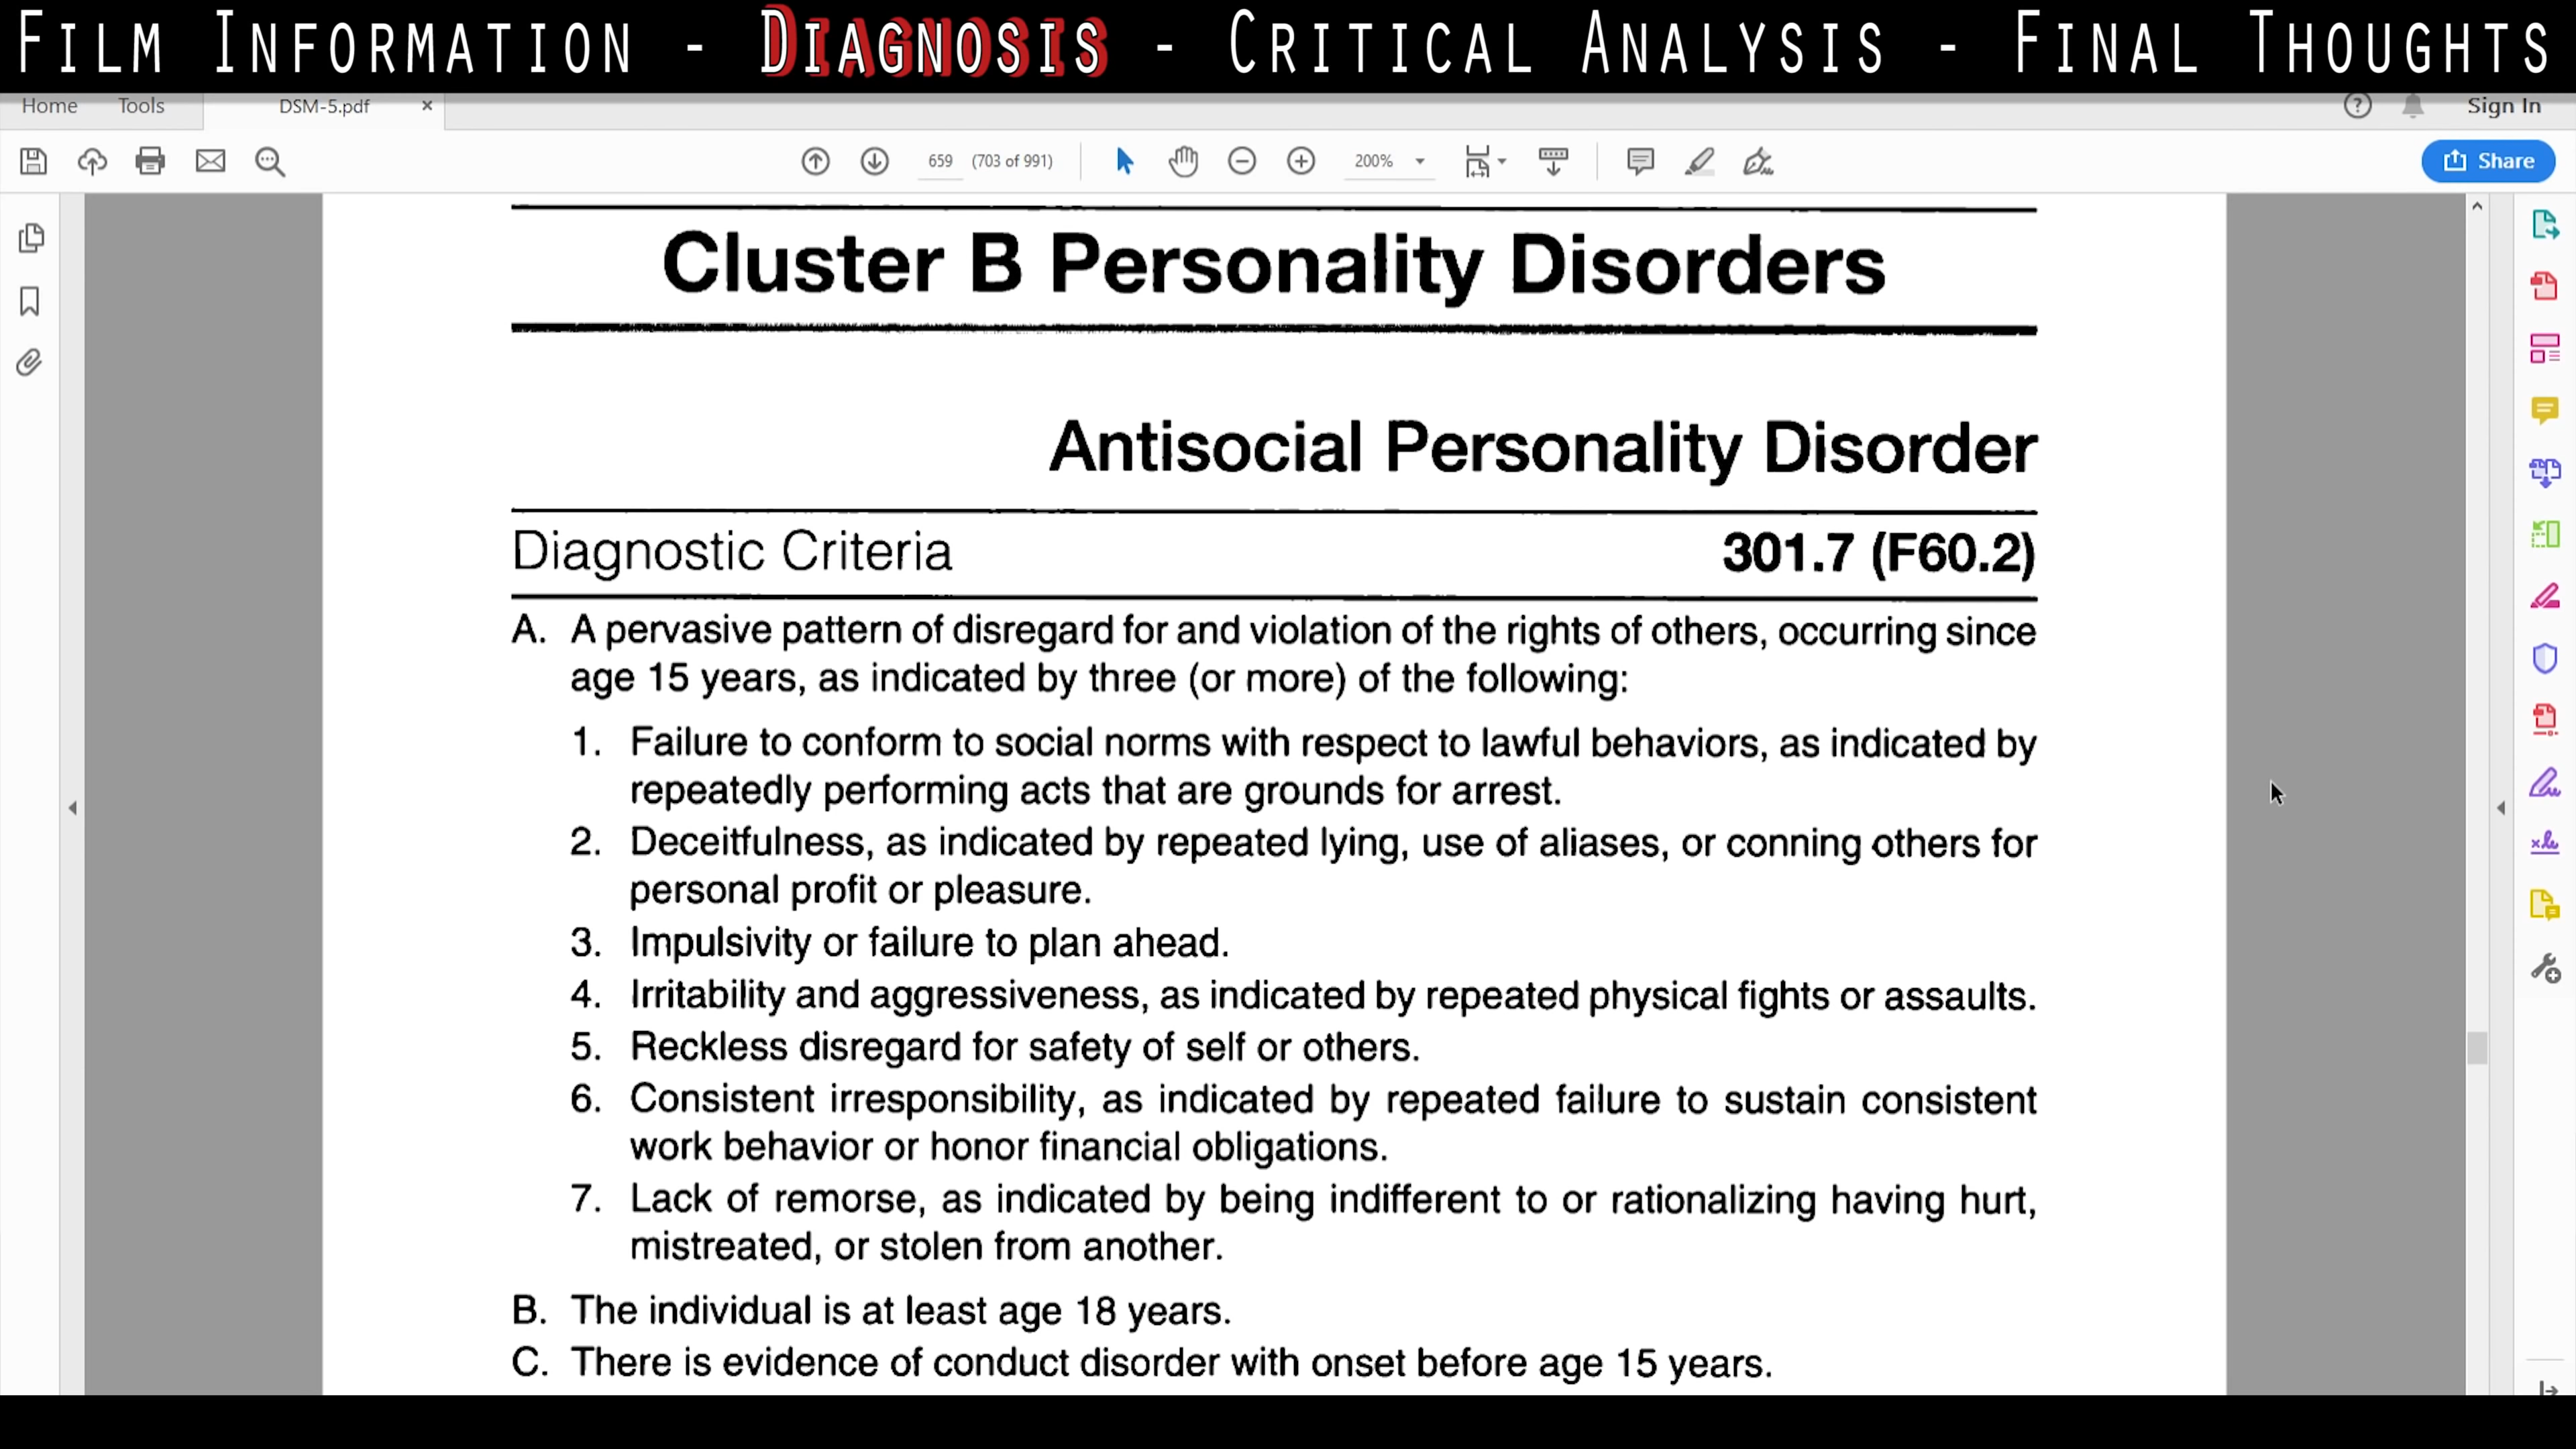 Film Information - Diagnosis - Critical Analysis - Final Thoughts
Home Tools DSM-5.pdf × Sign In
659 (703 of 991) 200% Share
Cluster B Personality Disorders
Antisocial Personality Disorder
Diagnostic Criteria 301.7 (F60.2)
A. A pervasive pattern of disregard for and violation of the rights of others, occurring since
age 15 years, as indicated by three (or more) of the following:
1. Failure to conform to social norms with respect to lawful behaviors, as indicated by
repeatedly performing acts that are grounds for arrest.
2. Deceitfulness, as indicated by repeated lying, use of aliases, or conning others for
personal profit or pleasure.
3. Impulsivity or failure to plan ahead.
4. Irritability and aggressiveness, as indicated by repeated physical fights or assaults.
5. Reckless disregard for safety of self or others.
6. Consistent irresponsibility, as indicated by repeated failure to sustain consistent
work behavior or honor financial obligations.
7. Lack of remorse, as indicated by being indifferent to or rationalizing having hurt,
mistreated, or stolen from another.
B. The individual is at least age 18 years.
C. There is evidence of conduct disorder with onset before age 15 years.